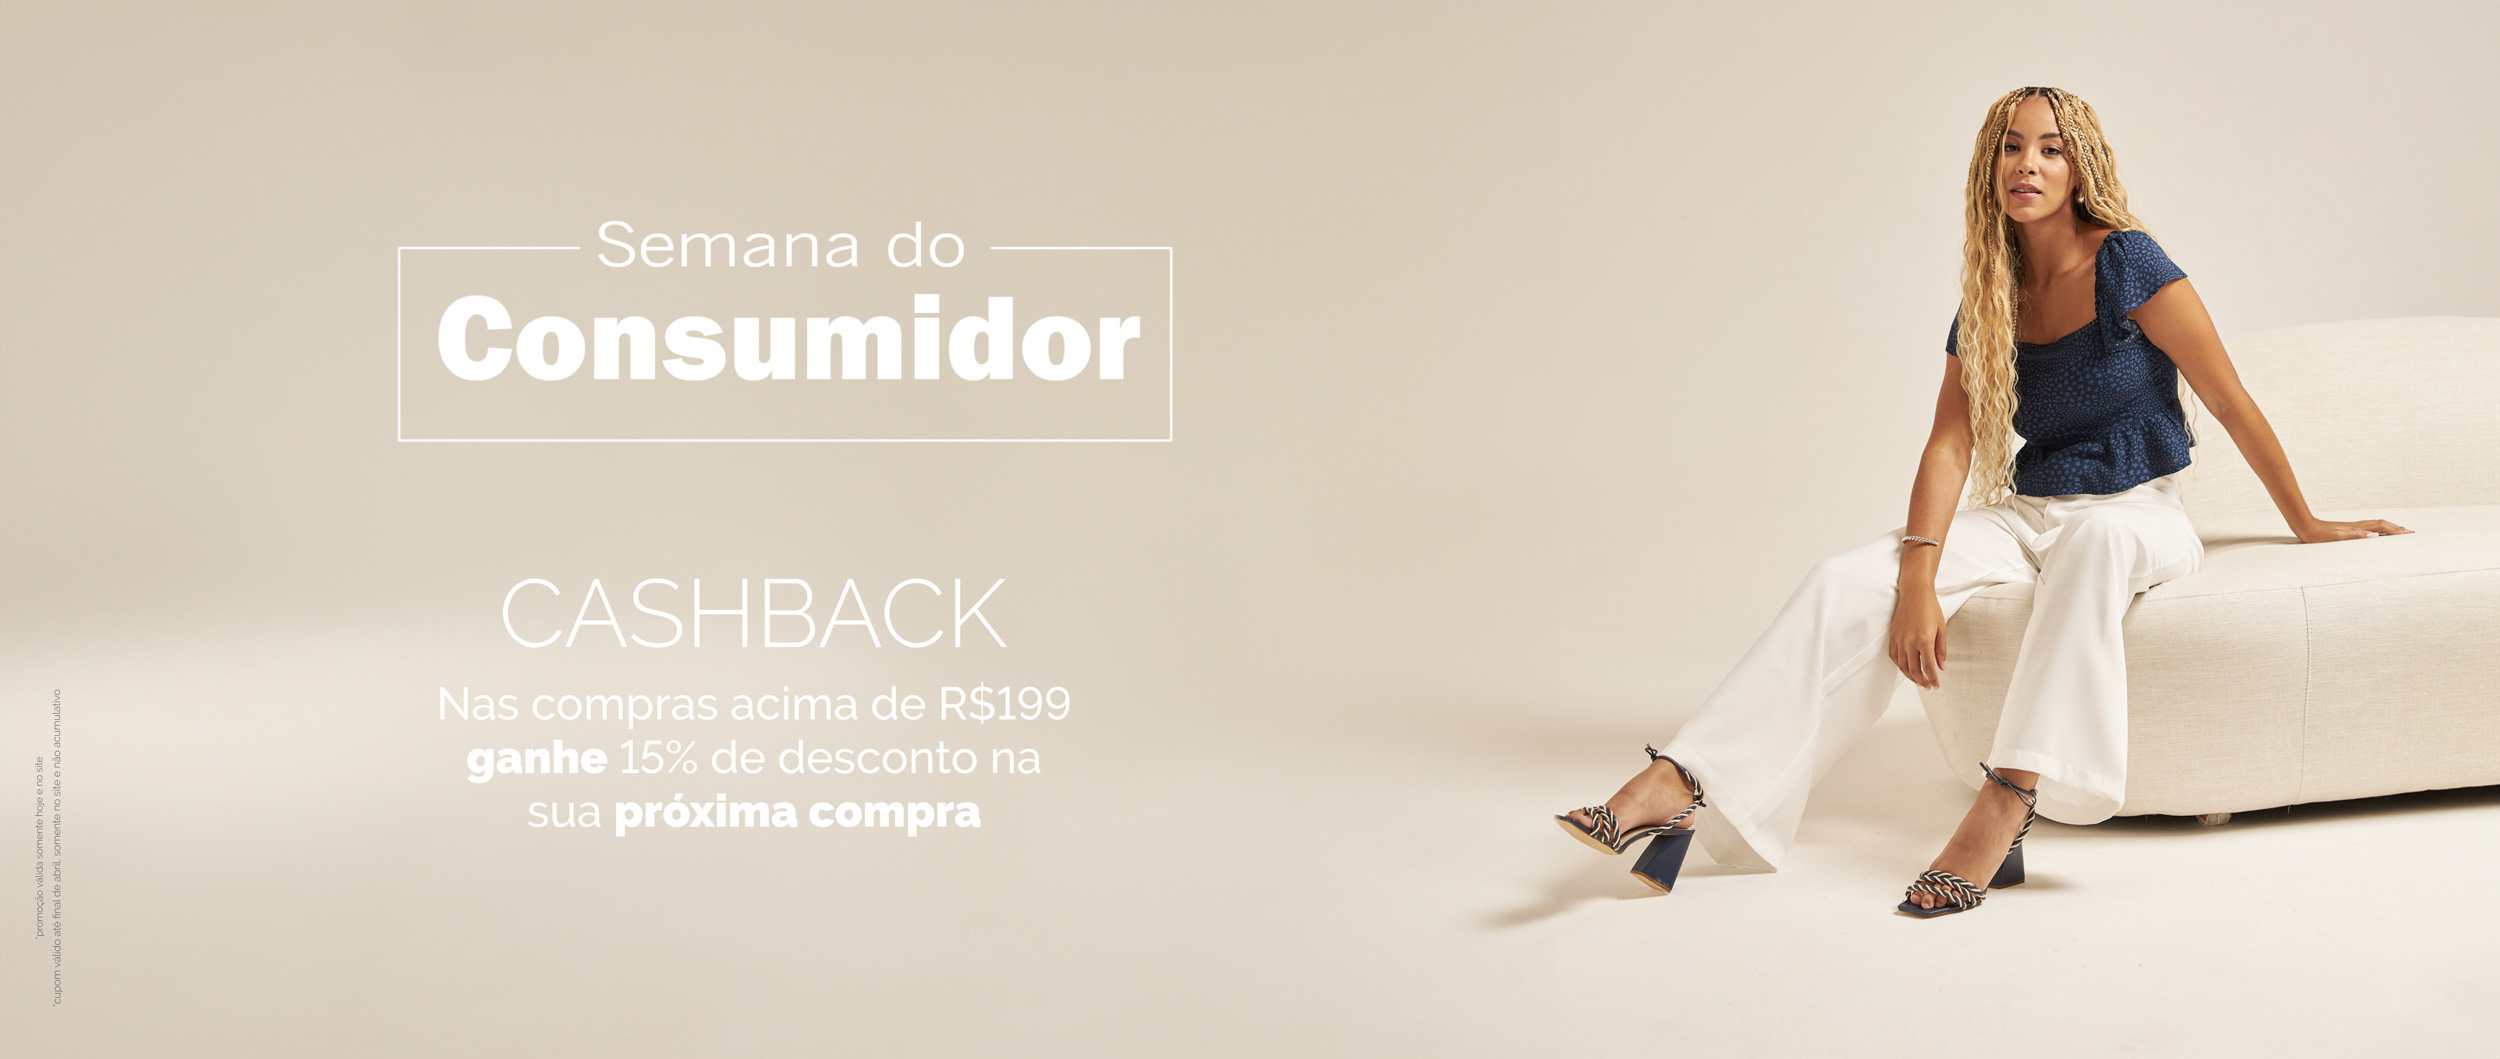 Semana do
Consumidor
CASHBACK
Nas compras acima de R$199
ganhe 15% de desconto na
sua próxima compra
*promoção válida somente hoje e no site
*cupom válido até final de abril, somente no site e não acumulativo